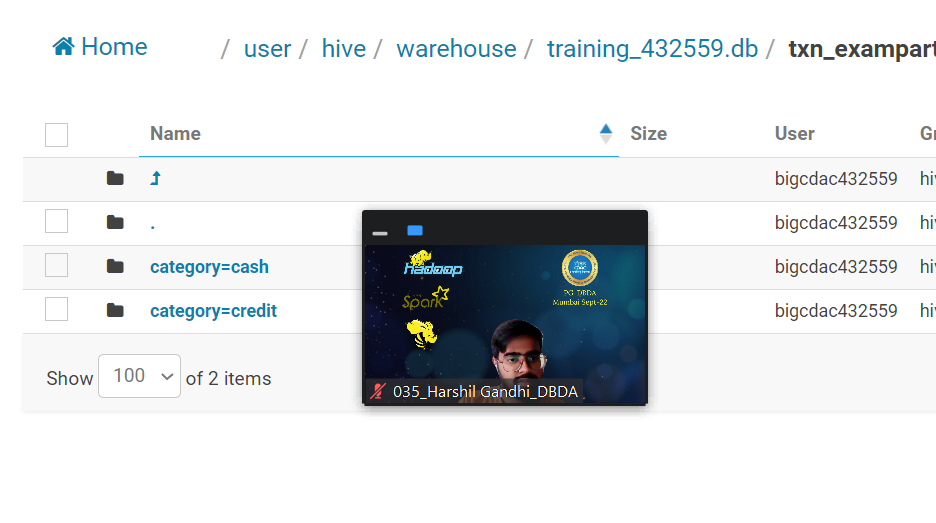 Home / user / hive / warehouse / training_432559.db / txn_exampart
Name Size User Gr
bigcdac432559 hiv
. bigcdac432559 hiv
category=cash bigcdac432559 hiv
category=credit bigcdac432559 hiv
Show 100 of 2 items
hadoop
Spark
PG-DBDA
Mumbai Sept-22
035_Harshil Gandhi_DBDA